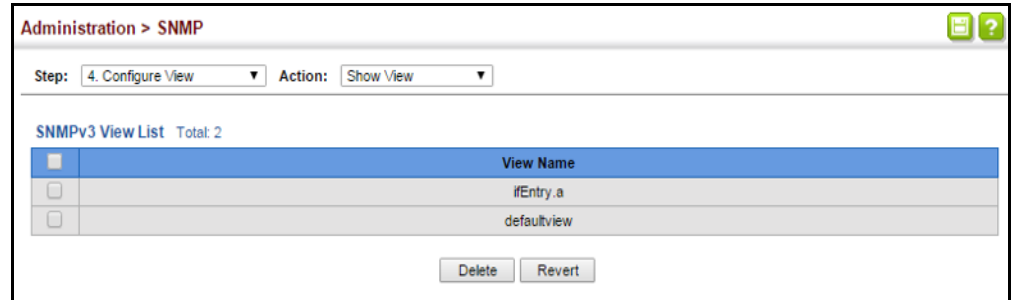 Administration > SNMP
?
Step: 4. Configure View Action: Show View
SNMPv3 View List Total: 2
View Name
ifEntry.a
defaultview
Delete Revert